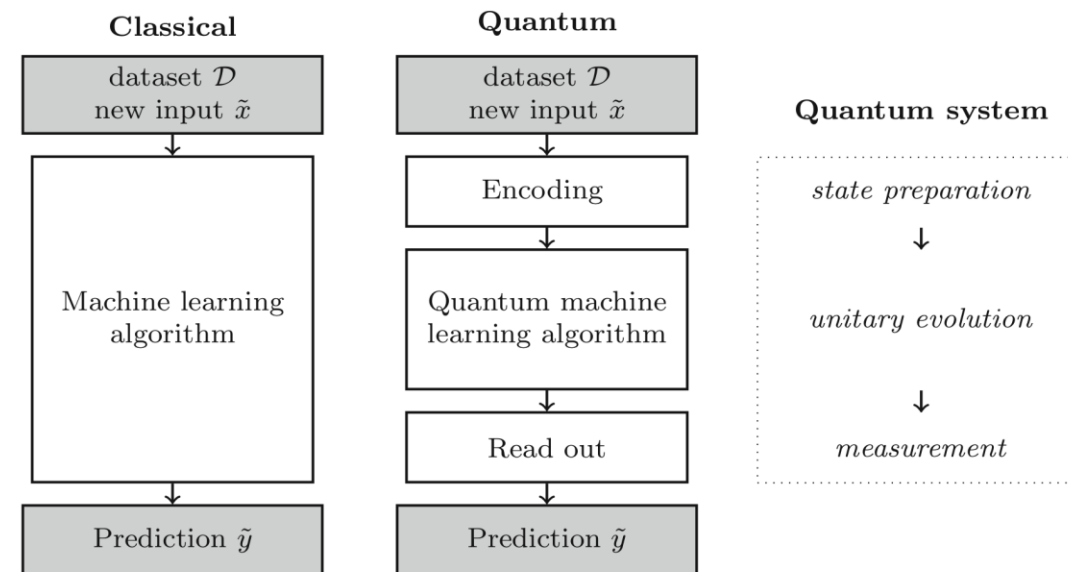 Classical
dataset 𝒟
new input x̃
Machine learning
algorithm
Prediction ỹ
Quantum
dataset 𝒟
new input x̃
Encoding
Quantum machine
learning algorithm
Read out
Prediction ỹ
Quantum system
state preparation
unitary evolution
measurement